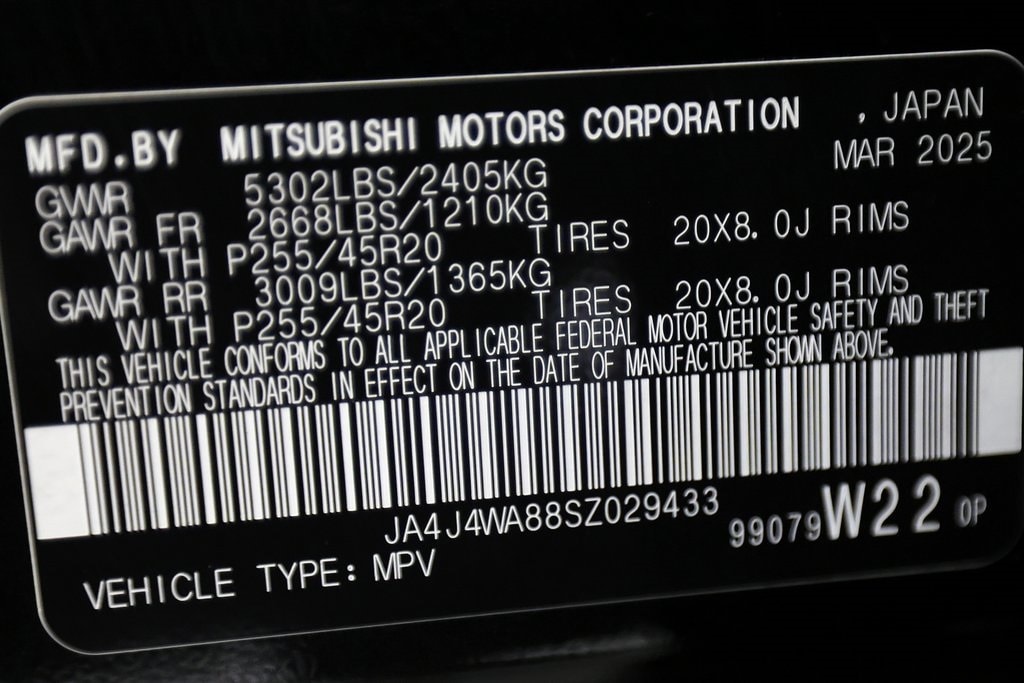 MFD.BY MITSUBISHI MOTORS CORPORATION , JAPAN
MAR 2025
GVWR 5302LBS/2405KG
GAWR FR 2668LBS/1210KG
WITH P255/45R20 TIRES 20X8.0J RIMS
GAWR RR 3009LBS/1365KG
WITH P255/45R20 TIRES 20X8.0J RIMS
THIS VEHICLE CONFORMS TO ALL APPLICABLE FEDERAL MOTOR VEHICLE SAFETY AND THEFT
PREVENTION STANDARDS IN EFFECT ON THE DATE OF MANUFACTURE SHOWN ABOVE.
JA4J4WA88SZ029433
99079 W22 0P
VEHICLE TYPE: MPV